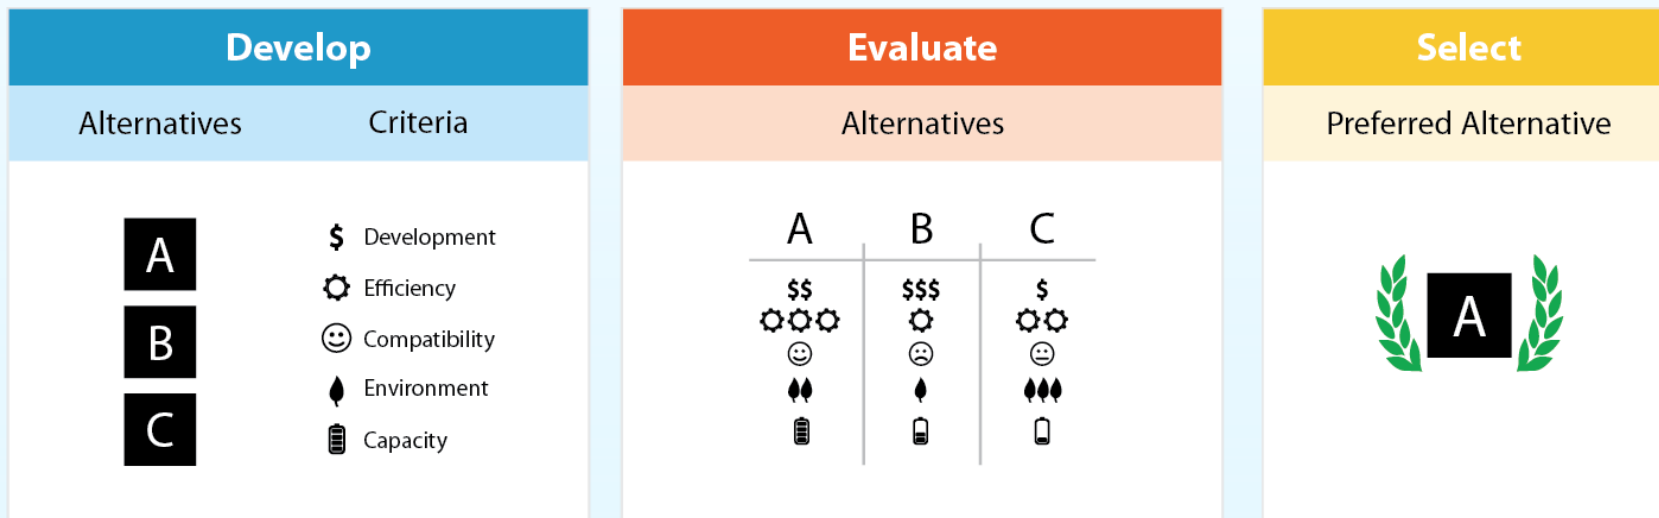 Develop
Alternatives Criteria
A
B
C
$ Development
Efficiency
Compatibility
Environment
Capacity
Evaluate
Alternatives
A B C
$$ $$$ $
Select
Preferred Alternative
A